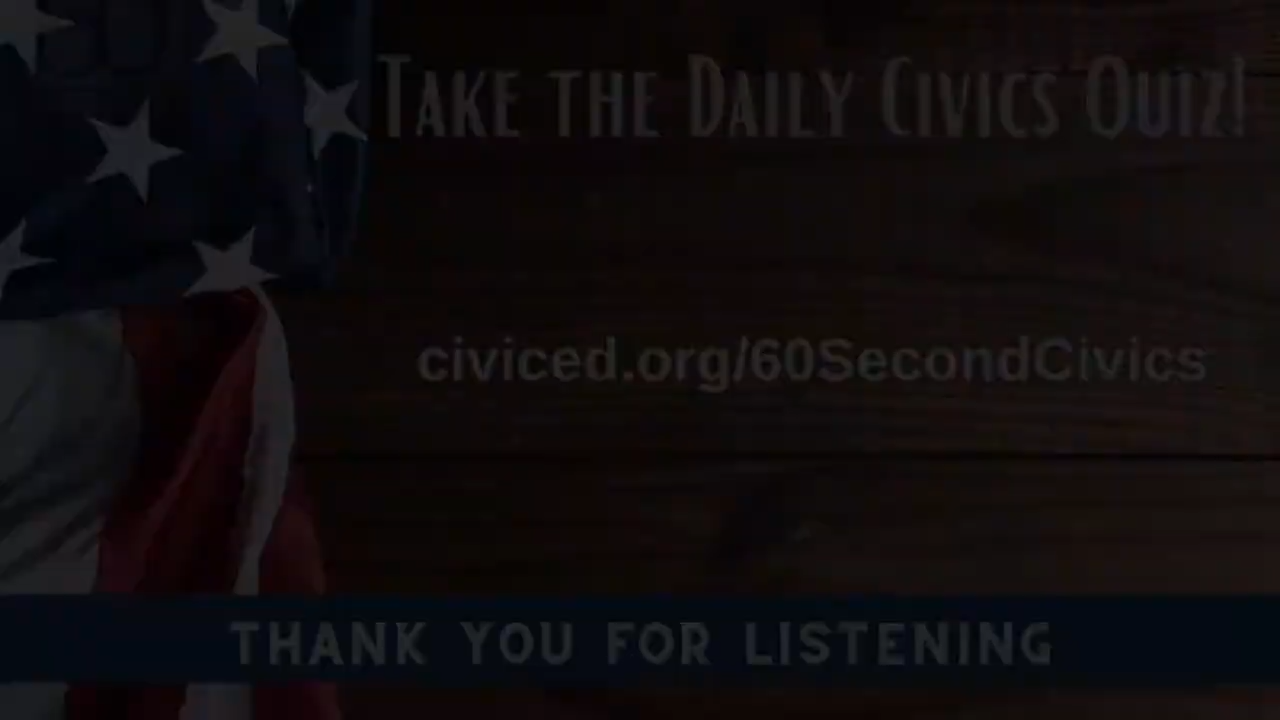 Take the Daily Civics Quiz!
civiced.org/60SecondCivics
THANK YOU FOR LISTENING